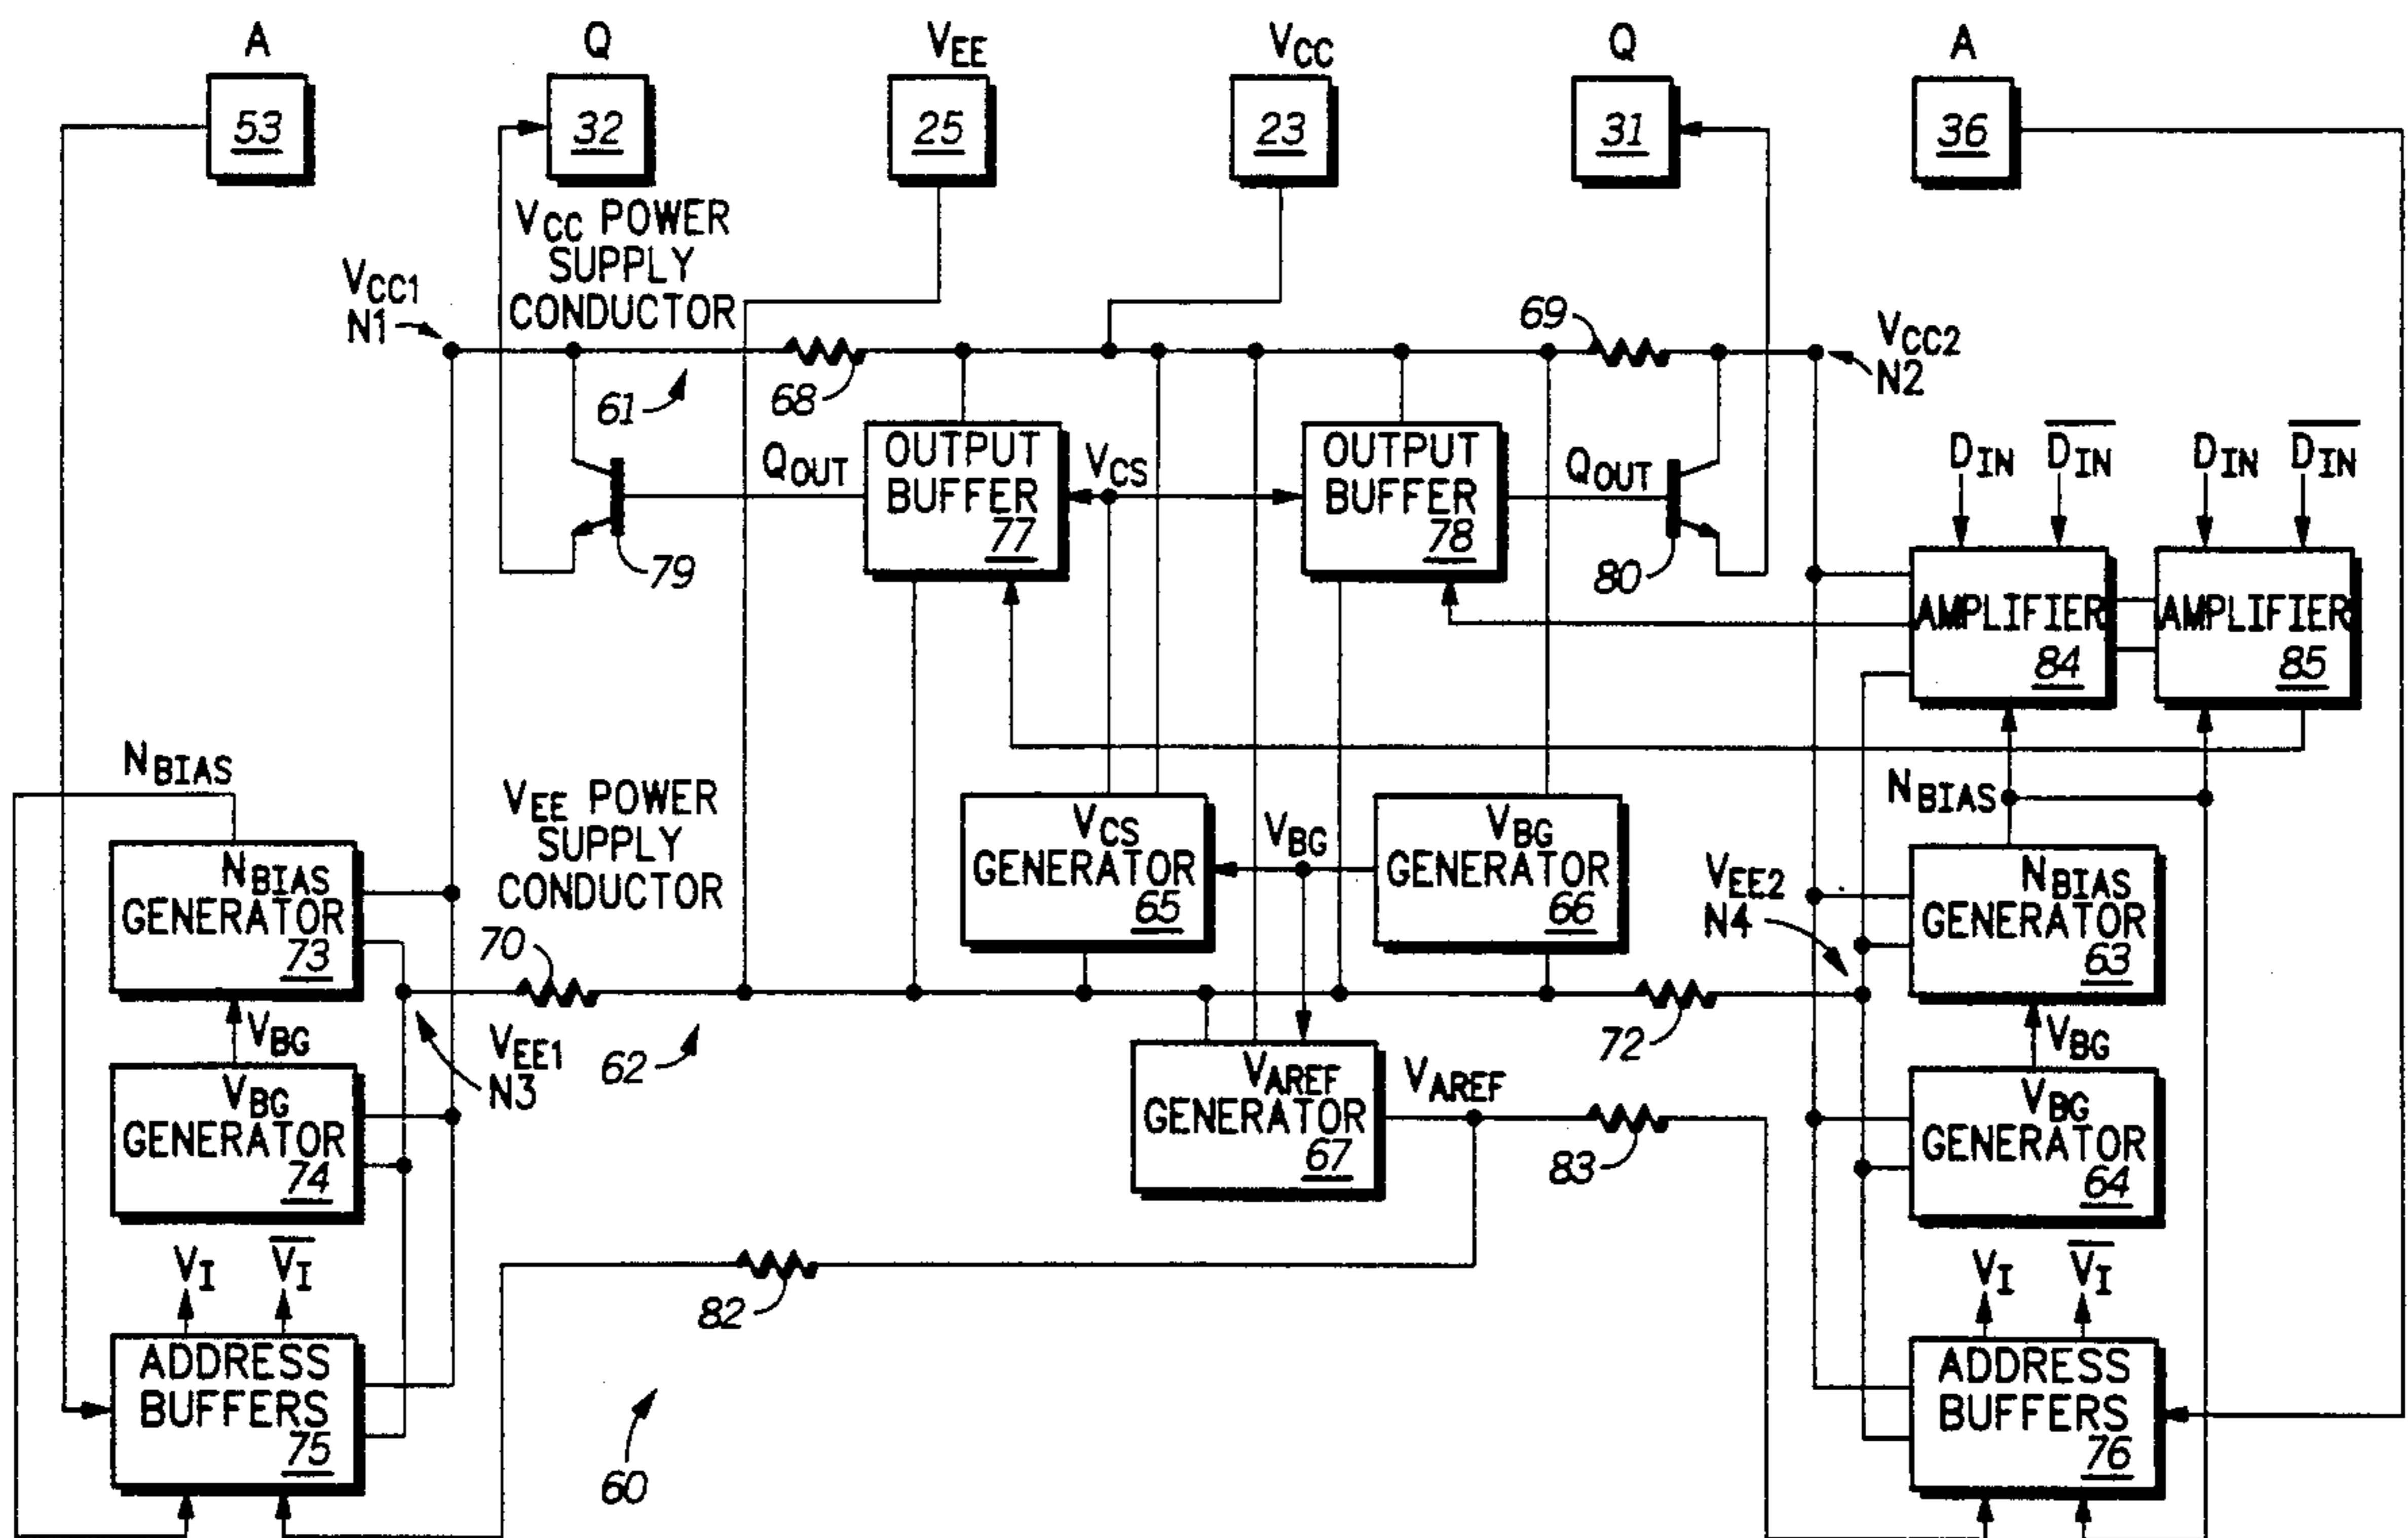 A
Q
VEE
VCC
Q
A
53
32
25
23
31
36
VCC POWER
SUPPLY
CONDUCTOR
VCC1
N1
61
68
69
VCC2
N2
QOUT
OUTPUT
BUFFER
77
VCS
OUTPUT
BUFFER
78
QOUT
79
80
DIN
DIN
DIN
DIN
AMPLIFIER
84
AMPLIFIER
85
NBIAS
VEE POWER
SUPPLY
CONDUCTOR
NBIAS
GENERATOR
73
VCS
GENERATOR
65
VBG
VBG
GENERATOR
66
NBIAS
NBIAS
GENERATOR
63
VEE2
N4
70
62
72
VEE1
N3
VBG
VBG
GENERATOR
74
VAREF
GENERATOR
67
VAREF
83
VBG
VBG
GENERATOR
64
82
VI
VI
ADDRESS
BUFFERS
75
60
VI
VI
ADDRESS
BUFFERS
76